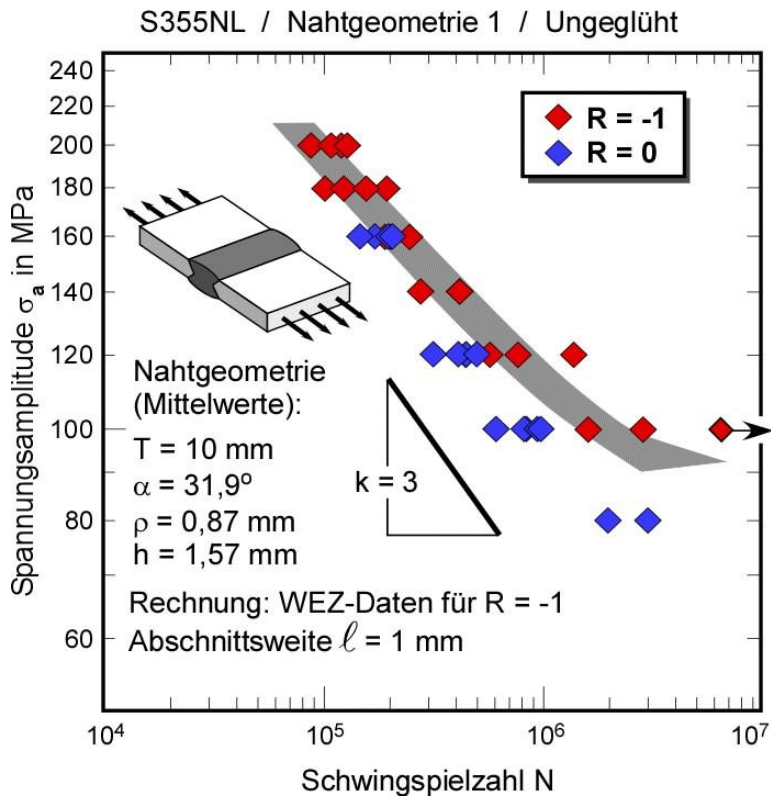 S355NL / Nahtgeometrie 1 / Ungeglüht
Spannungsamplitude σa in MPa
240
220
200
180
160
140
120
100
80
60
R = -1
R = 0
Nahtgeometrie
(Mittelwerte):
T = 10 mm
α = 31,9°
ρ = 0,87 mm
h = 1,57 mm
k = 3
Rechnung: WEZ-Daten für R = -1
Abschnittsweite ℓ = 1 mm
10⁴ 10⁵ 10⁶ 10⁷
Schwingspielzahl N